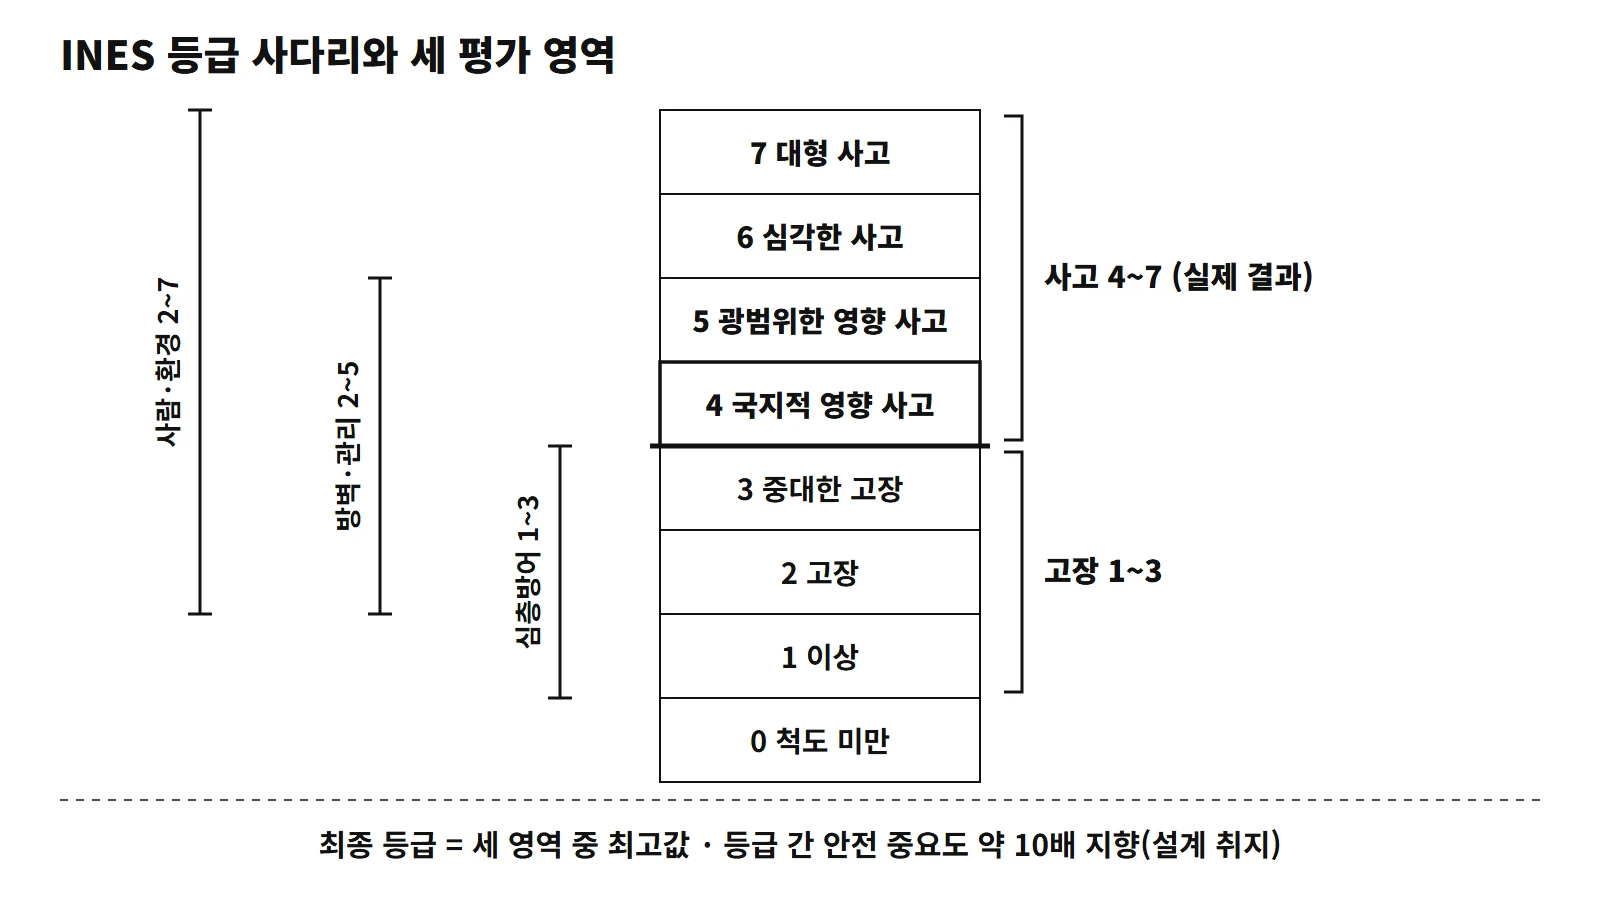 INES 등급 사다리와 세 평가 영역
사람·환경 2~7
방벽·관리 2~5
심층방어 1~3
7 대형 사고
6 심각한 사고
5 광범위한 영향 사고
4 국지적 영향 사고
3 중대한 고장
2 고장
1 이상
0 척도 미만
사고 4~7 (실제 결과)
고장 1~3
최종 등급 = 세 영역 중 최고값 · 등급 간 안전 중요도 약 10배 지향(설계 취지)